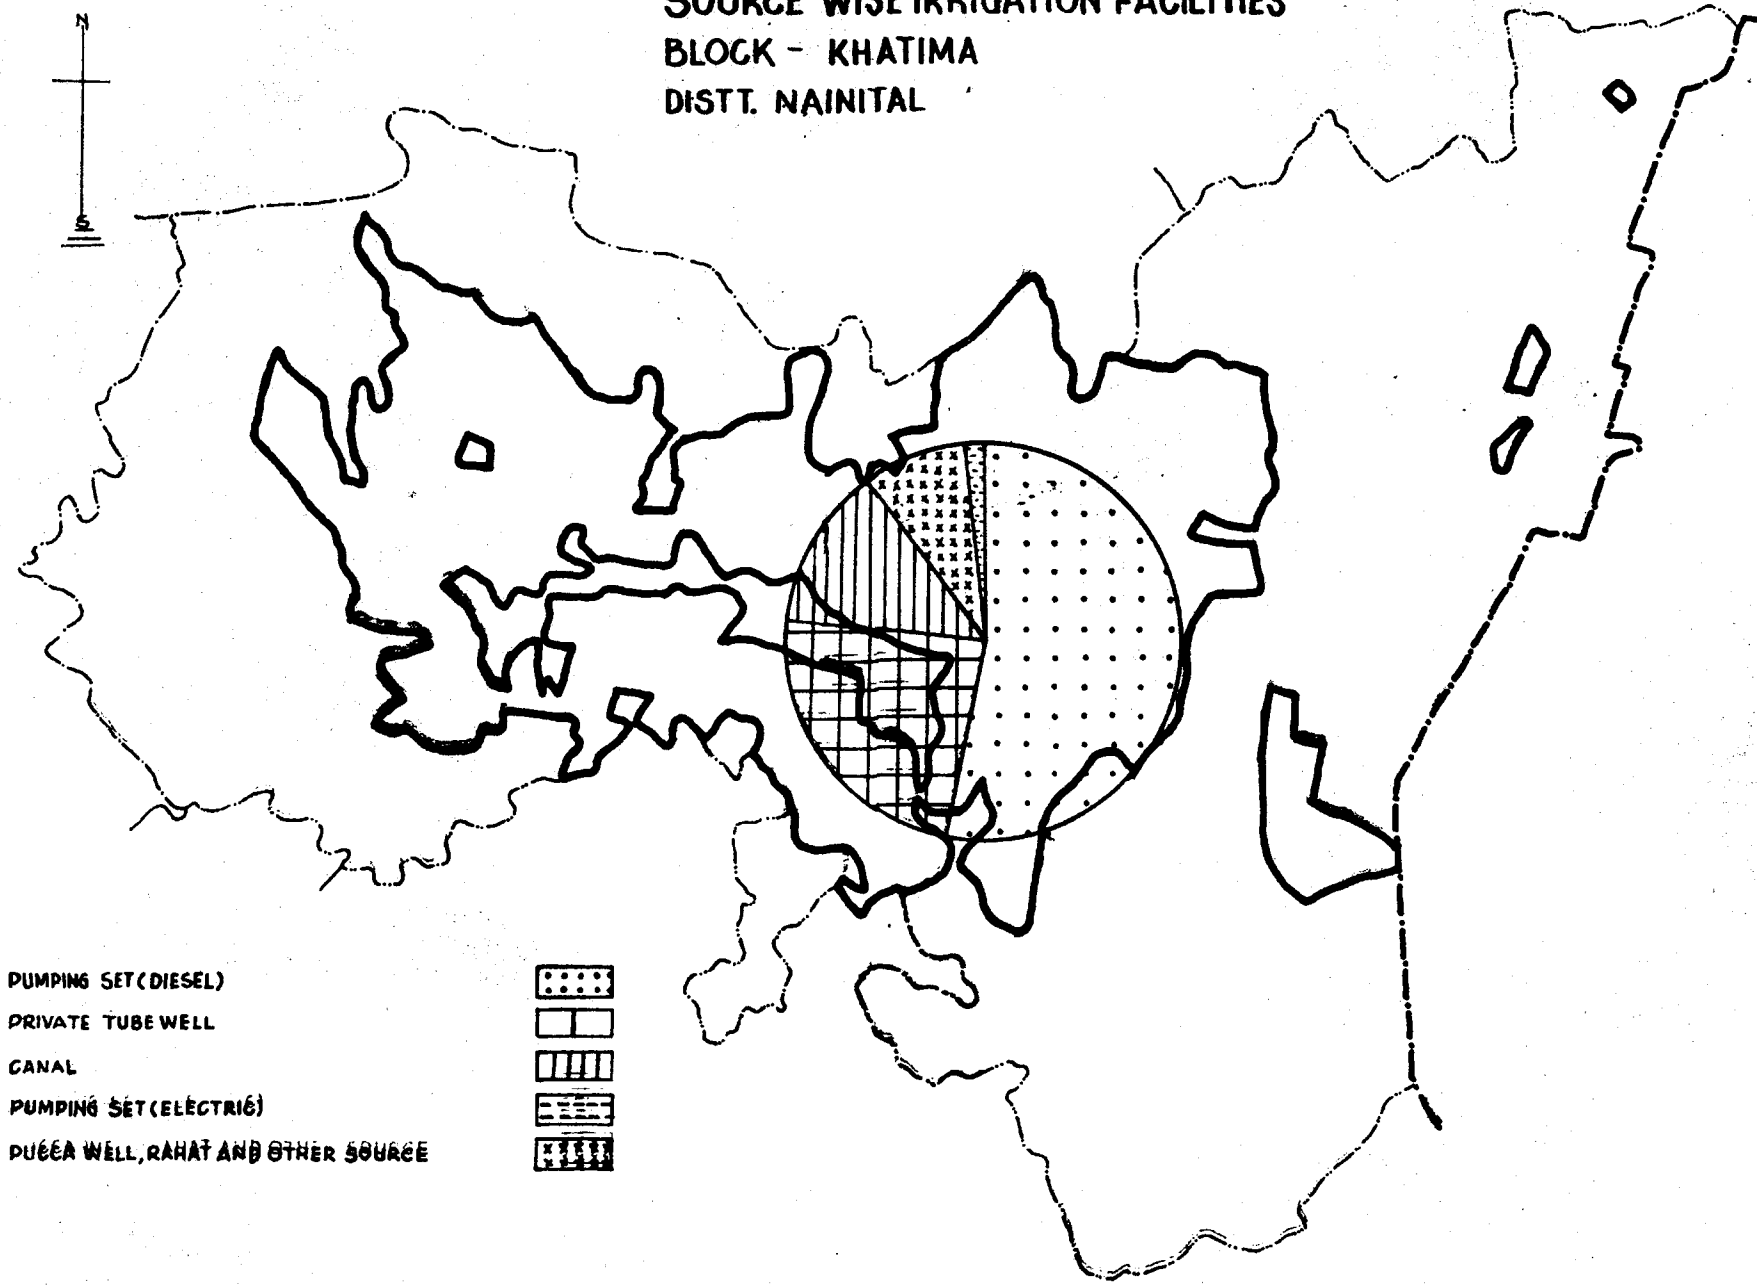 N
S
SOURCE WISE IRRIGATION FACILITIES
BLOCK - KHATIMA
DISTT. NAINITAL
PUMPING SET (DIESEL)
PRIVATE TUBE WELL
CANAL
PUMPING SET (ELECTRIC)
PUCCA WELL, RAHAT AND OTHER SOURCE